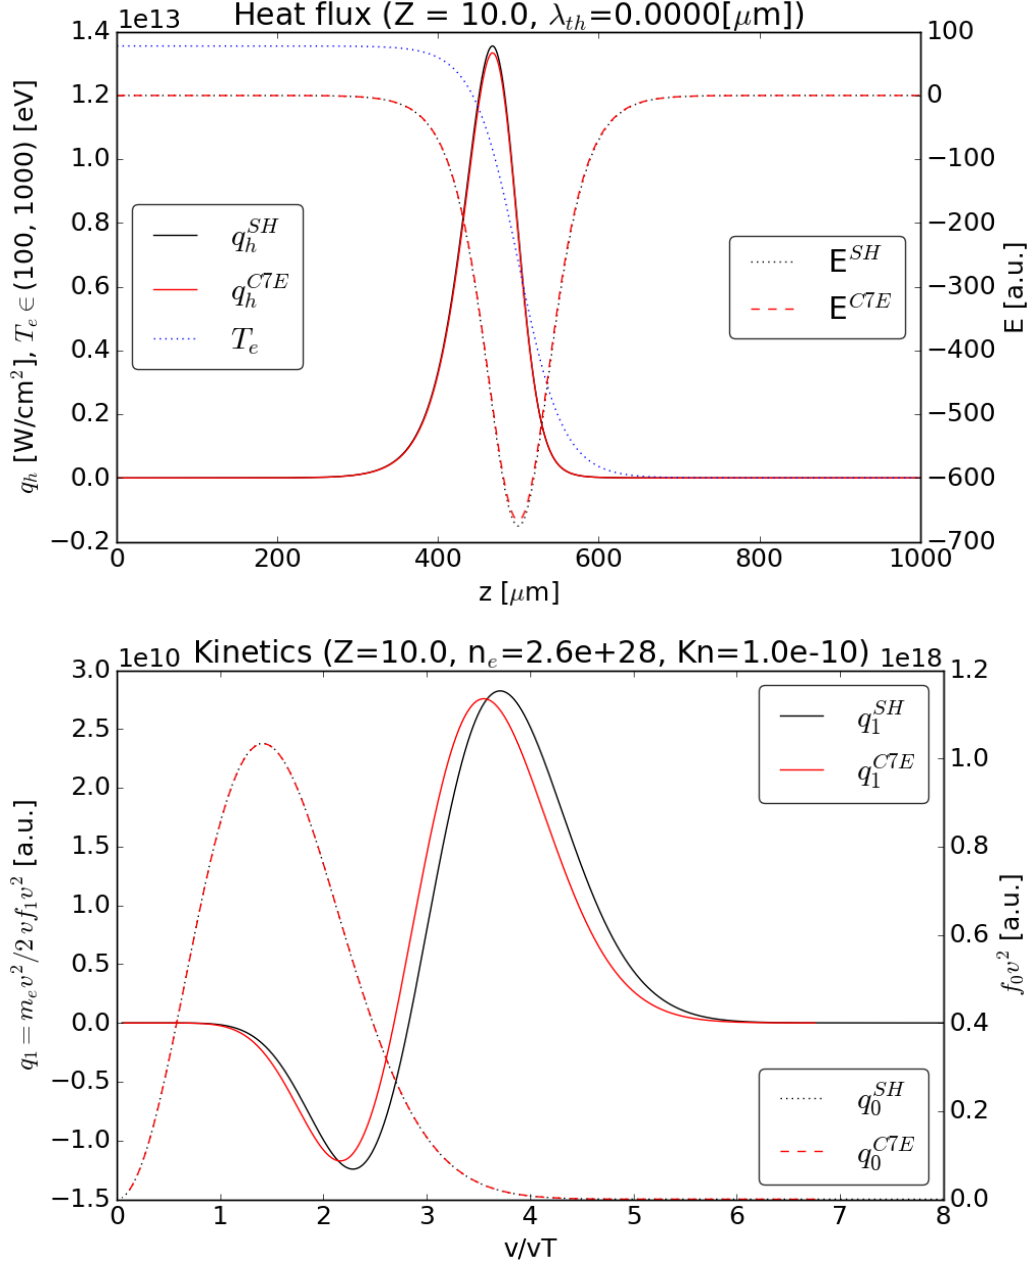 Heat flux (Z = 10.0, λ_th=0.0000[μm])
1e13
1.4
1.2
1.0
0.8
0.6
0.4
0.2
0.0
−0.2
q_h [W/cm²], T_e ∈ (100, 1000) [eV]
q_h^SH
q_h^C7E
T_e
E^SH
E^C7E
100
0
−100
−200
−300
−400
−500
−600
−700
E [a.u.]
0 200 400 600 800 1000
z [μm]
1e10 Kinetics (Z=10.0, n_e=2.6e+28, Kn=1.0e-10) 1e18
3.0
2.5
2.0
1.5
1.0
0.5
0.0
−0.5
−1.0
−1.5
q_1 = m_e v²/2 v f_1 v² [a.u.]
q_1^SH
q_1^C7E
q_0^SH
q_0^C7E
1.2
1.0
0.8
0.6
0.4
0.2
0.0
f_0 v² [a.u.]
0 1 2 3 4 5 6 7 8
v/vT